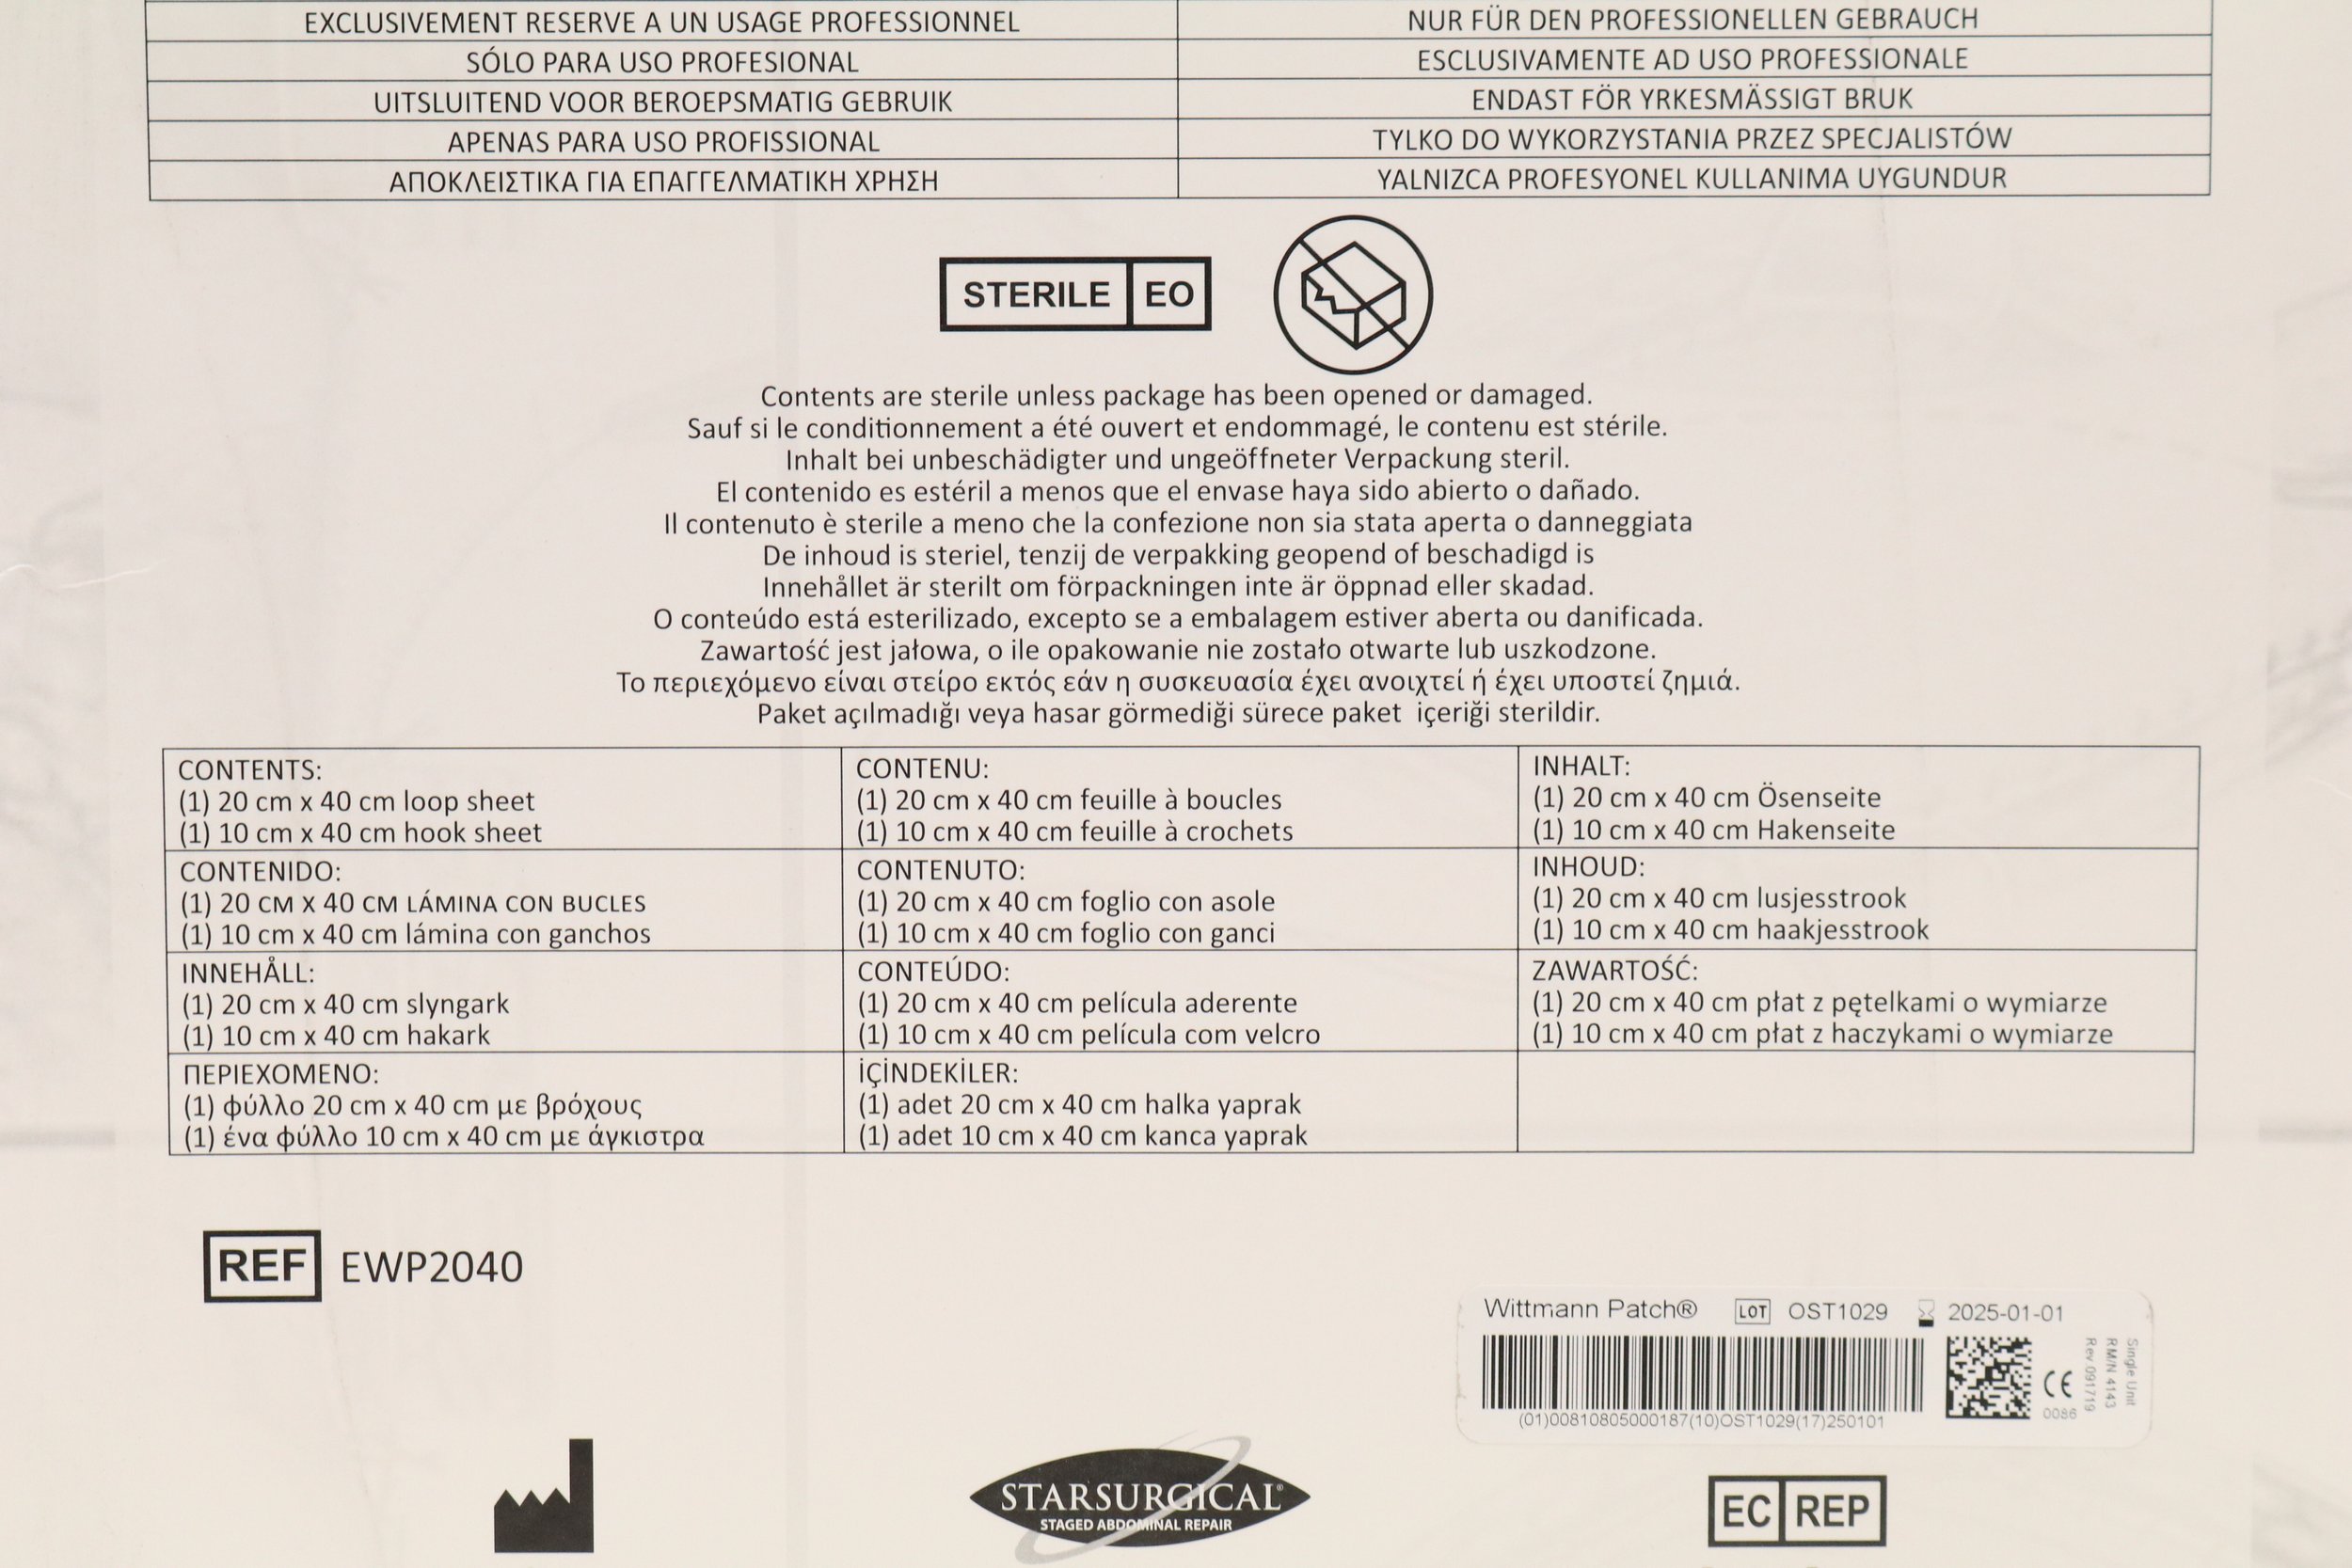 EXCLUSIVEMENT RESERVE A UN USAGE PROFESSIONNEL
NUR FÜR DEN PROFESSIONELLEN GEBRAUCH
SÓLO PARA USO PROFESIONAL
ESCLUSIVAMENTE AD USO PROFESSIONALE
UITSLUITEND VOOR BEROEPSMATIG GEBRUIK
ENDAST FÖR YRKESMÄSSIGT BRUK
APENAS PARA USO PROFISSIONAL
TYLKO DO WYKORZYSTANIA PRZEZ SPECJALISTÓW
ΑΠΟΚΛΕΙΣΤΙΚΑ ΓΙΑ ΕΠΑΓΓΕΛΜΑΤΙΚΗ ΧΡΗΣΗ
YALNIZCA PROFESYONEL KULLANIMA UYGUNDUR
STERILE EO
Contents are sterile unless package has been opened or damaged.
Sauf si le conditionnement a été ouvert et endommagé, le contenu est stérile.
Inhalt bei unbeschädigter und ungeöffneter Verpackung steril.
El contenido es estéril a menos que el envase haya sido abierto o dañado.
Il contenuto è sterile a meno che la confezione non sia stata aperta o danneggiata
De inhoud is steriel, tenzij de verpakking geopend of beschadigd is
Innehållet är sterilt om förpackningen inte är öppnad eller skadad.
O conteúdo está esterilizado, excepto se a embalagem estiver aberta ou danificada.
Zawartość jest jałowa, o ile opakowanie nie zostało otwarte lub uszkodzone.
Το περιεχόμενο είναι στείρο εκτός εάν η συσκευασία έχει ανοιχτεί ή έχει υποστεί ζημιά.
Paket açılmadığı veya hasar görmediği sürece paket içeriği sterildir.
CONTENTS:
(1) 20 cm x 40 cm loop sheet
(1) 10 cm x 40 cm hook sheet
CONTENU:
(1) 20 cm x 40 cm feuille à boucles
(1) 10 cm x 40 cm feuille à crochets
INHALT:
(1) 20 cm x 40 cm Ösenseite
(1) 10 cm x 40 cm Hakenseite
CONTENIDO:
(1) 20 CM X 40 CM LÁMINA CON BUCLES
(1) 10 cm x 40 cm lámina con ganchos
CONTENUTO:
(1) 20 cm x 40 cm foglio con asole
(1) 10 cm x 40 cm foglio con ganci
INHOUD:
(1) 20 cm x 40 cm lusjesstrook
(1) 10 cm x 40 cm haakjesstrook
INNEHÅLL:
(1) 20 cm x 40 cm slyngark
(1) 10 cm x 40 cm hakark
CONTEÚDO:
(1) 20 cm x 40 cm película aderente
(1) 10 cm x 40 cm película com velcro
ZAWARTOŚĆ:
(1) 20 cm x 40 cm płat z pętelkami o wymiarze
(1) 10 cm x 40 cm płat z haczykami o wymiarze
ΠΕΡΙΕΧΟΜΕΝΟ:
(1) φύλλο 20 cm x 40 cm με βρόχους
(1) ένα φύλλο 10 cm x 40 cm με άγκιστρα
İÇİNDEKİLER:
(1) adet 20 cm x 40 cm halka yaprak
(1) adet 10 cm x 40 cm kanca yaprak
REF EWP2040
Wittmann Patch® LOT OST1029 2025-01-01
(01)00810805000187(10)OST1029(17)250101
CE
0086
Single Unit
RM/N 4143
Rev 091719
STARSURGICAL®
STAGED ABDOMINAL REPAIR
EC REP